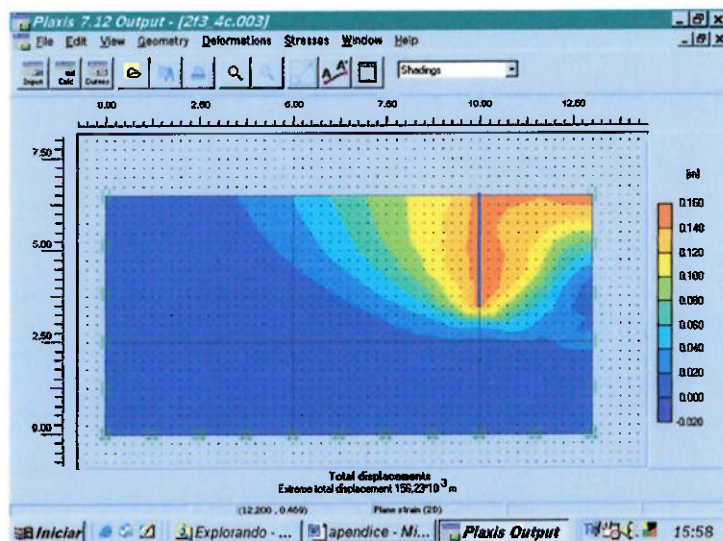 Plaxis 7.12 Output - [2f3_4c.003]
File Edit View Geometry Deformations Stresses Window Help
Input Calc Curves Shadings
0.00 2.50 5.00 7.50 10.00 12.50
7.50
5.00
2.50
0.00
[m]
0.160
0.140
0.120
0.100
0.080
0.060
0.040
0.020
0.000
-0.020
Total displacements
Extreme total displacement 156,23*10⁻³ m
(12.200 , 0.460) Plane strain (2D)
Iniciar Explorando - ... apendice - Mi... Plaxis Output 15:58